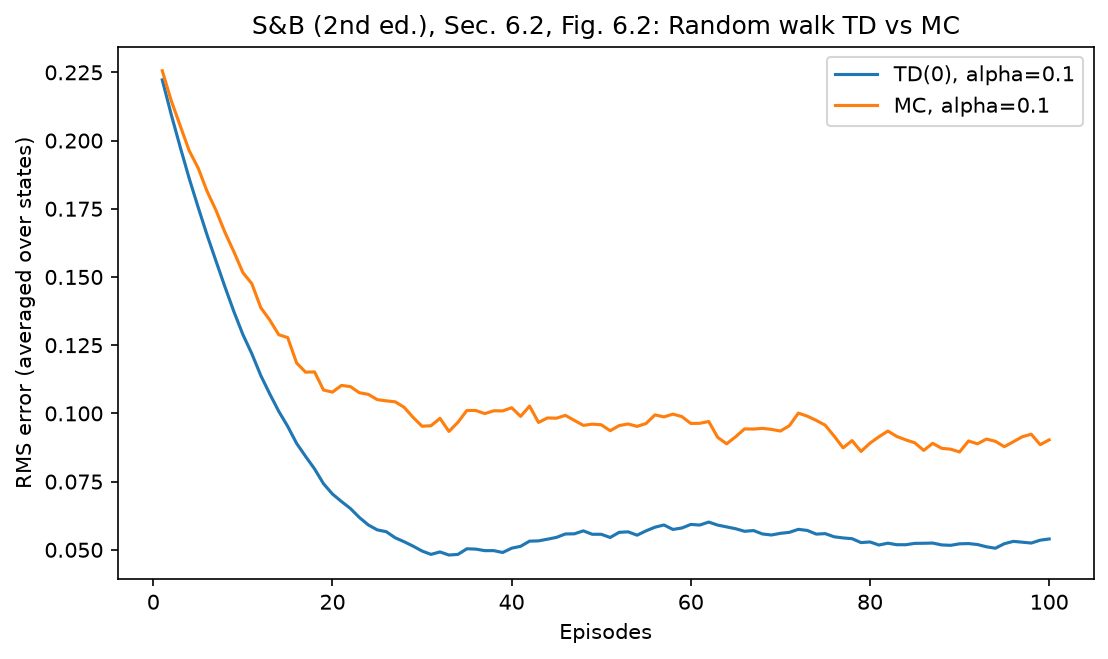 S&B (2nd ed.), Sec. 6.2, Fig. 6.2: Random walk TD vs MC
TD(0), alpha=0.1
MC, alpha=0.1
RMS error (averaged over states)
0.225
0.200
0.175
0.150
0.125
0.100
0.075
0.050
0 20 40 60 80 100
Episodes